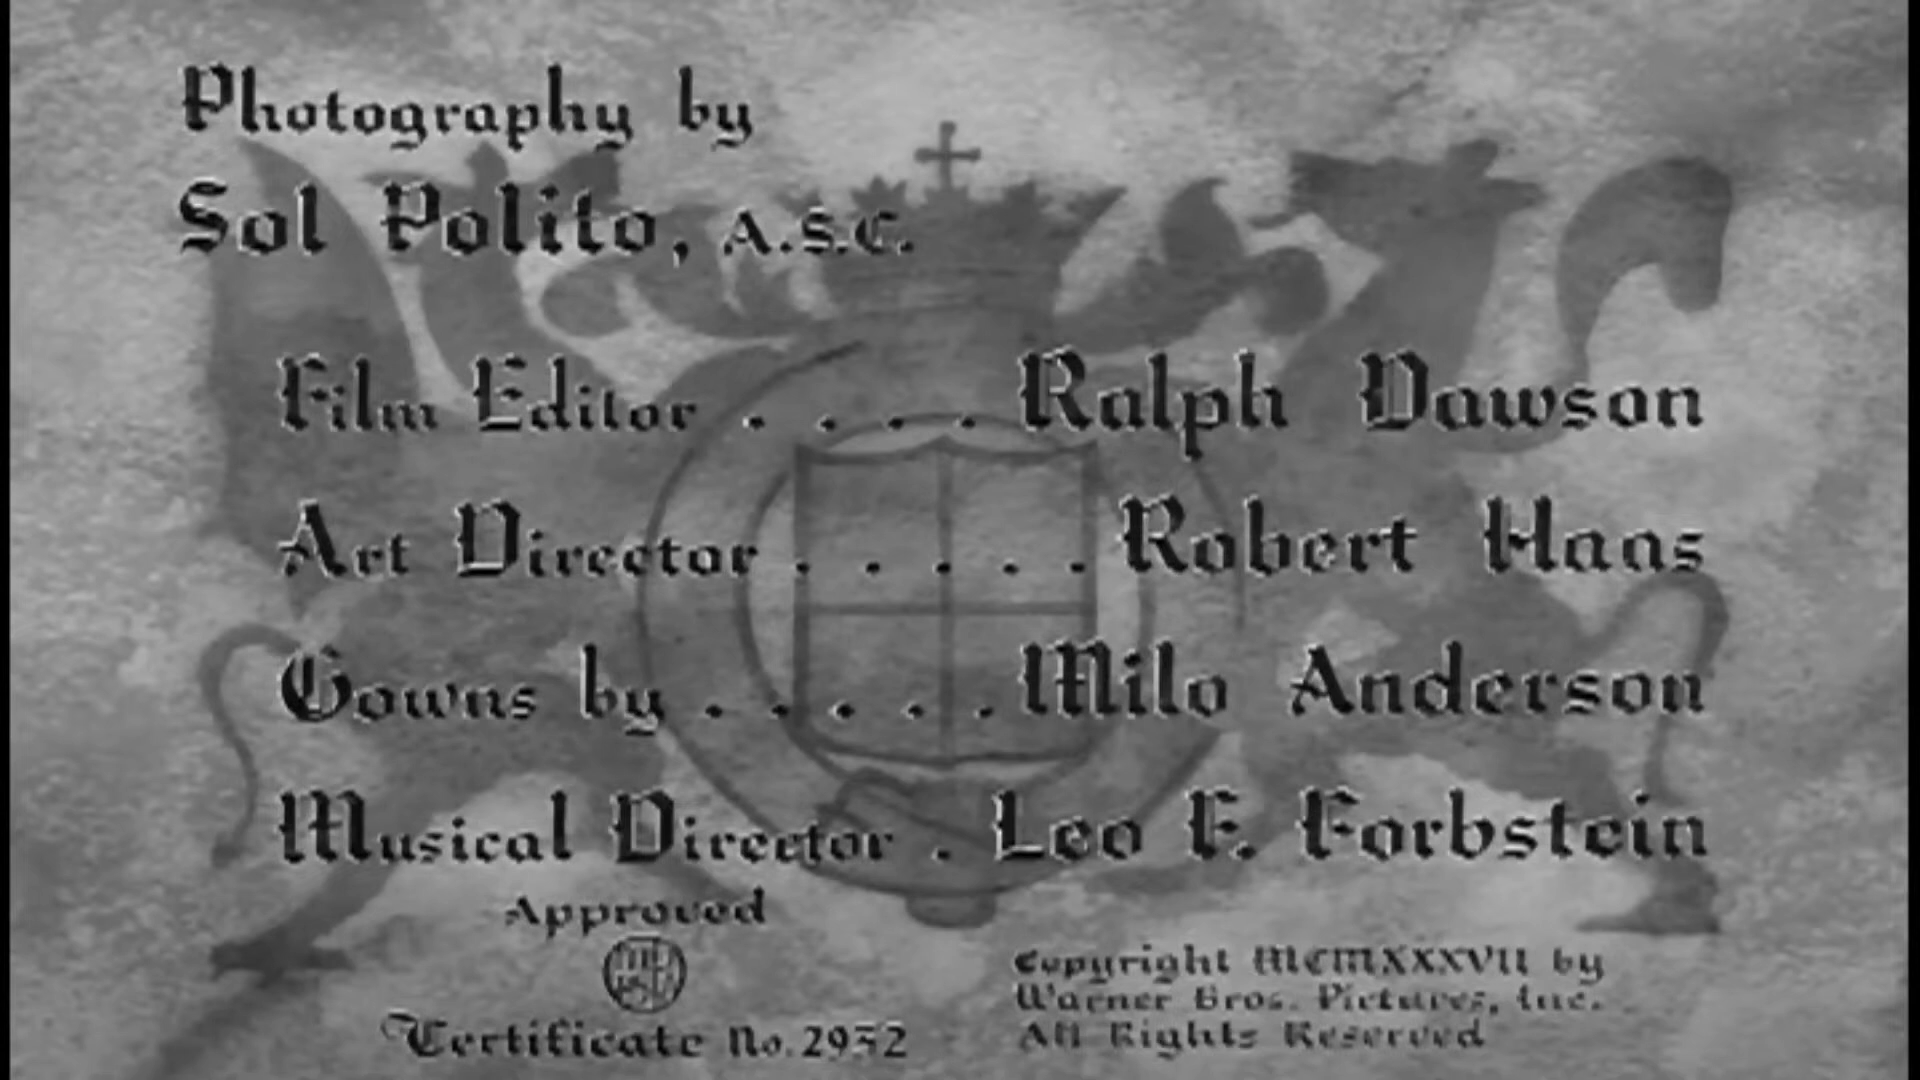 Photography by
Sol Polito, A.S.C.
Film Editor . . . . Ralph Dawson
Art Director . . . . . Robert Haas
Gowns by . . . . . Milo Anderson
Musical Director . Leo F. Forbstein
Approved
Certificate No.
Copyright MCMXXXVII by
Warner Bros. Pictures, Inc.
All Rights Reserved